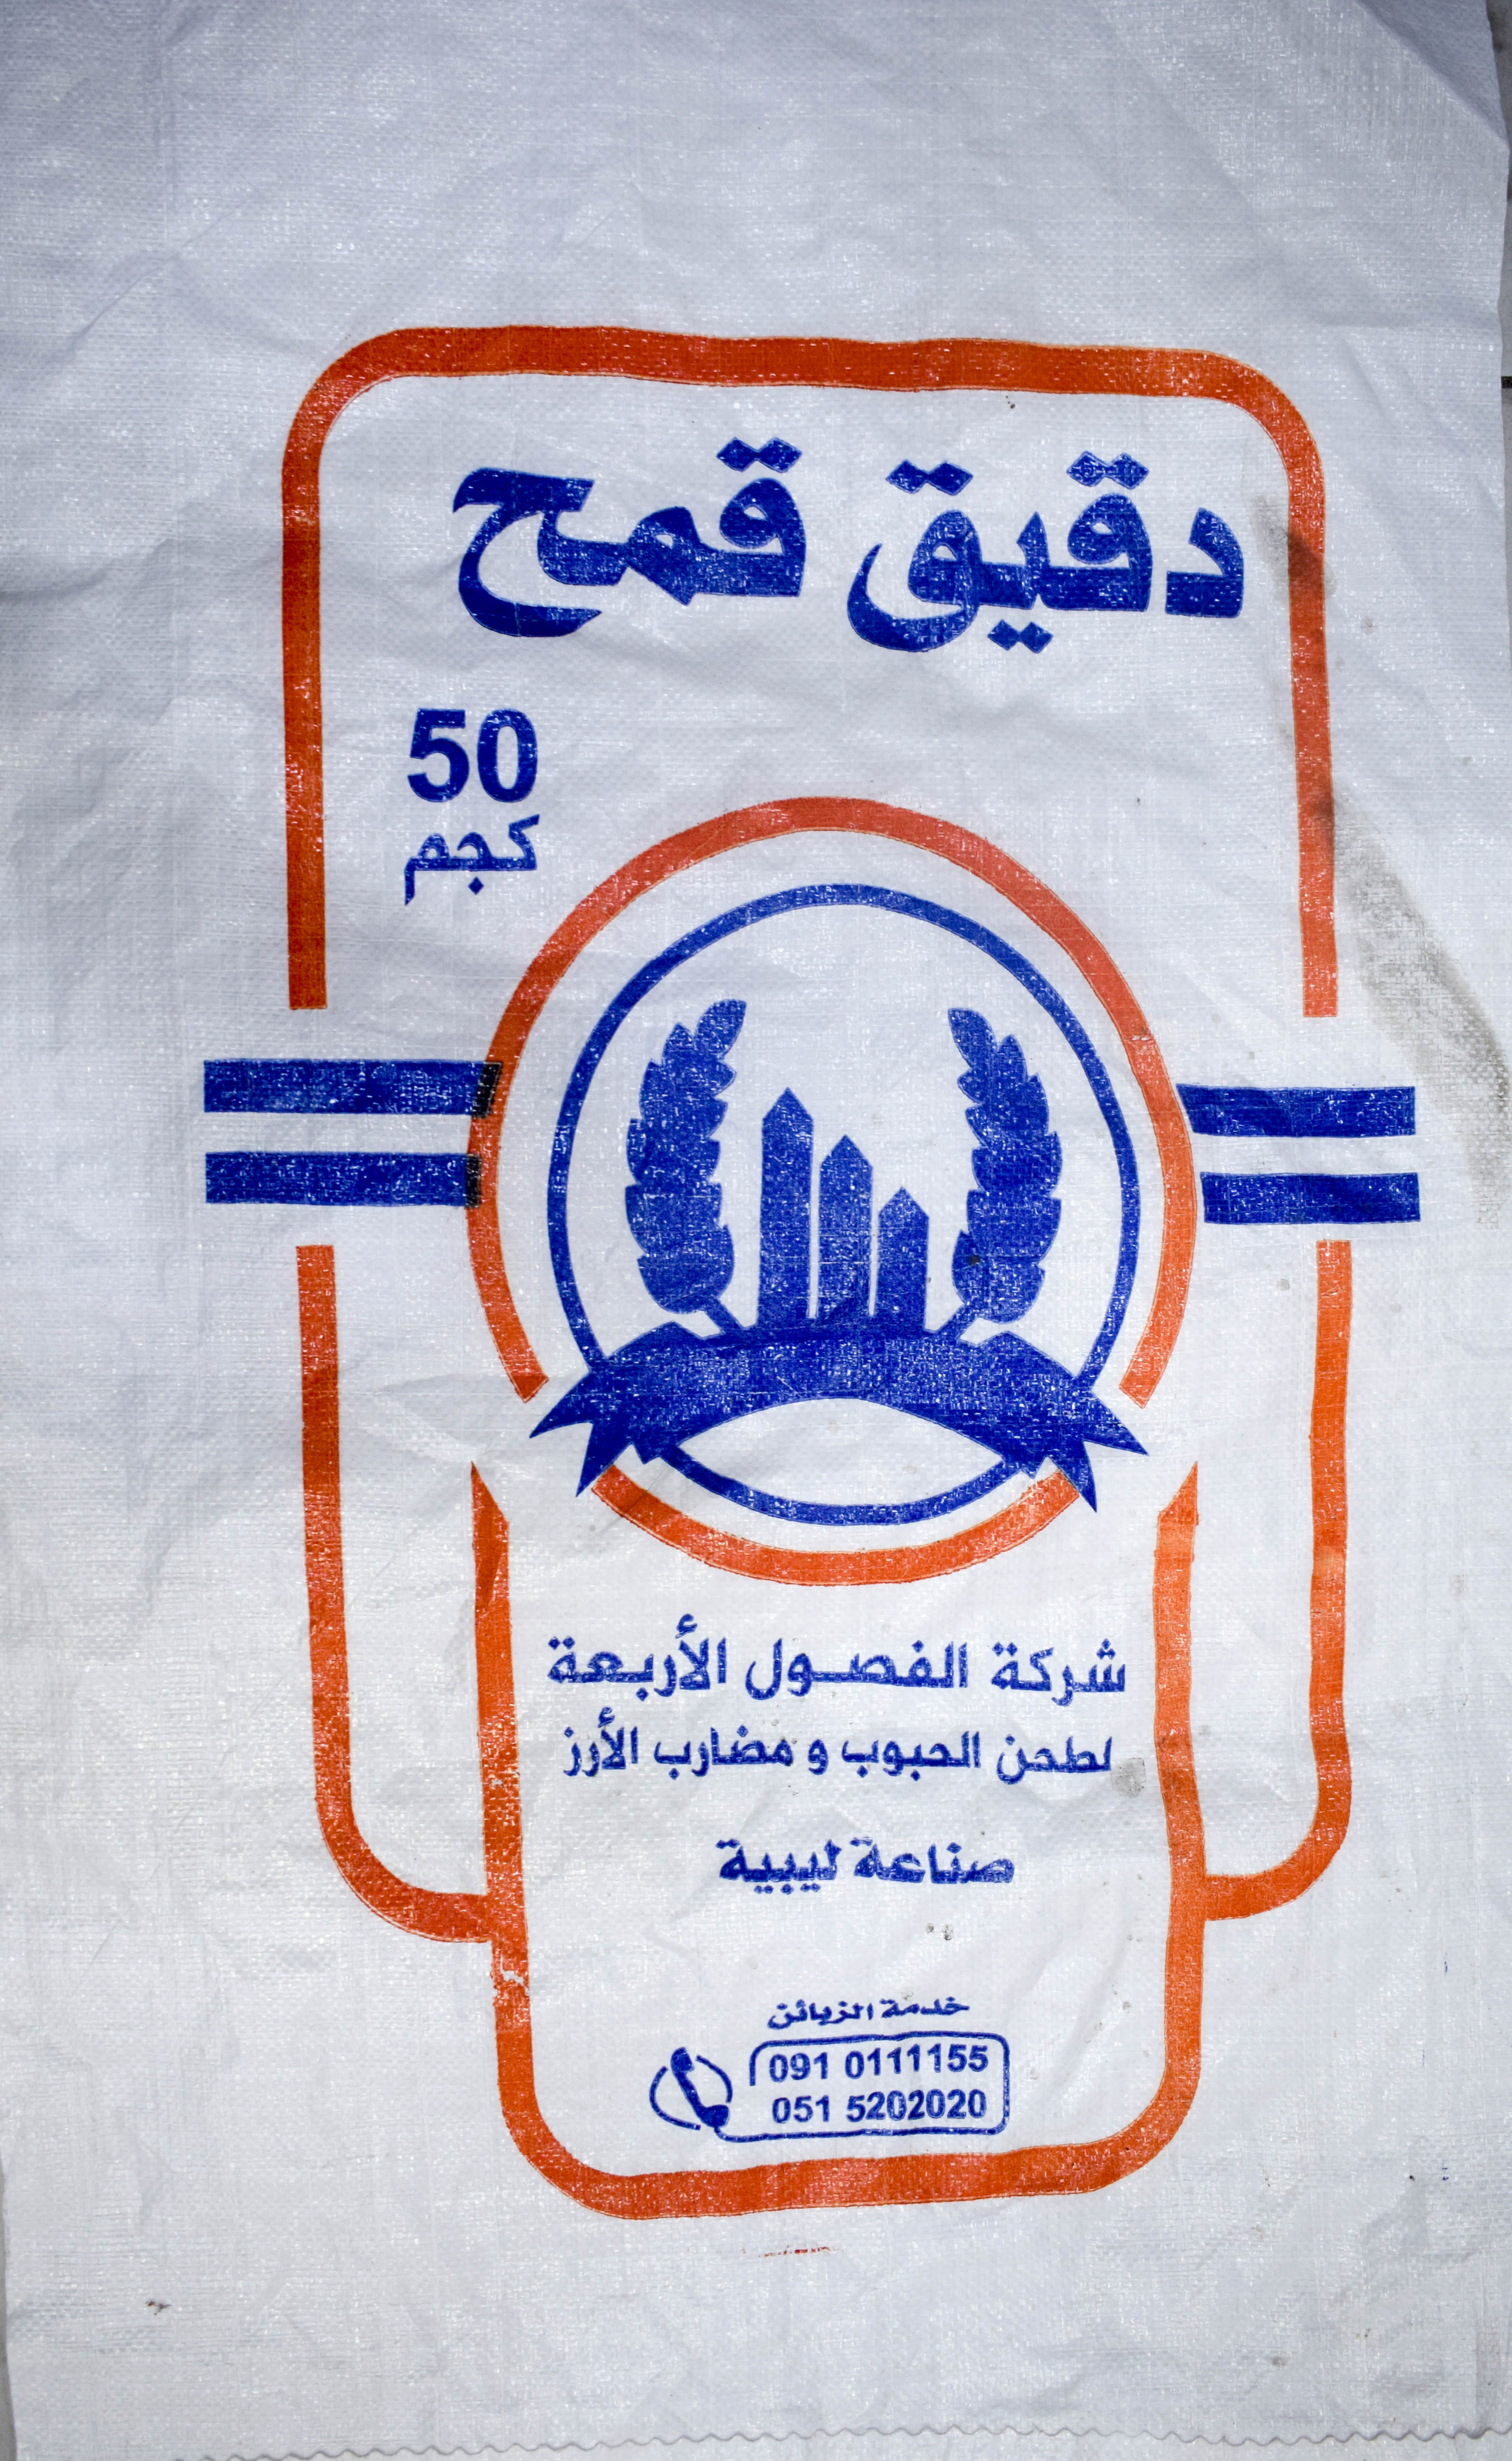 دقيق قمح
50
كجم
شركة الفصول الأربعة
لطحن الحبوب و مضارب الأرز
صناعة ليبية
خدمة الزبائن
091 0111155
051 5202020